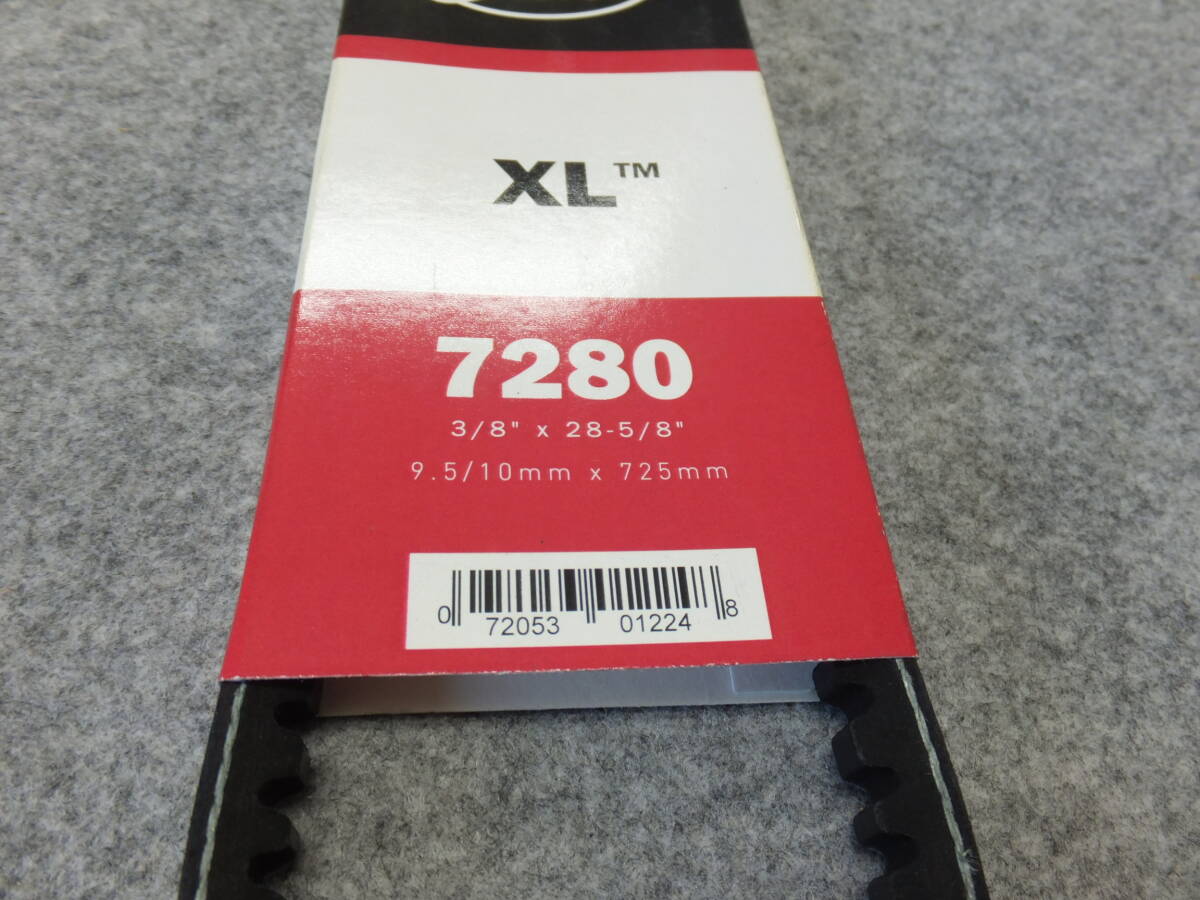 XL™
7280
3/8" x 28-5/8"
9.5/10mm x 725mm
0 72053 01224 8